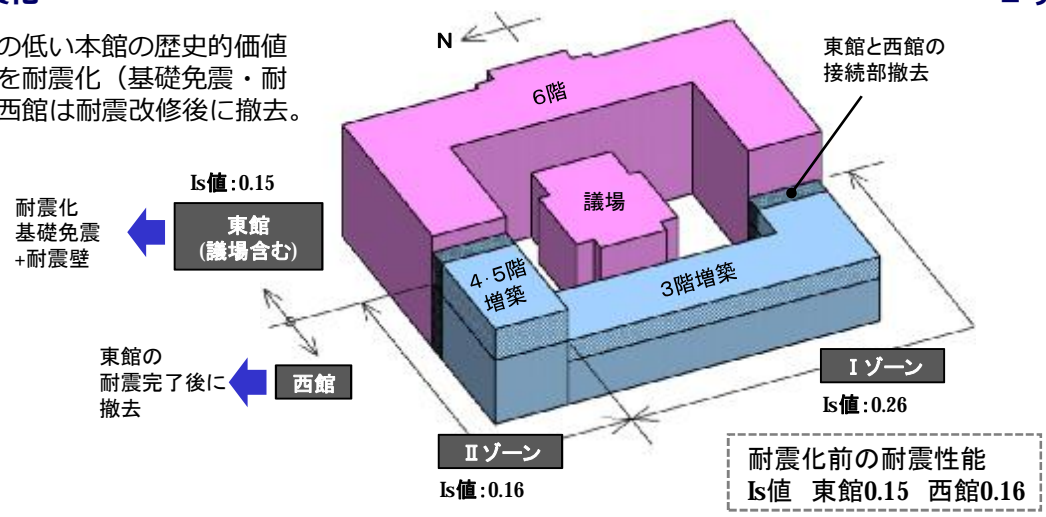 の低い本館の歴史的価値
を耐震化（基礎免震・耐
西館は耐震改修後に撤去。
N
6階
議場
4・5階
増築
3階増築
東館と西館の
接続部撤去
Is値:0.15
東館
(議場含む)
耐震化
基礎免震
+耐震壁
東館の
耐震完了後に
撤去
西館
Ⅰゾーン
Is値:0.26
Ⅱゾーン
Is値:0.16
耐震化前の耐震性能
Is値 東館0.15 西館0.16